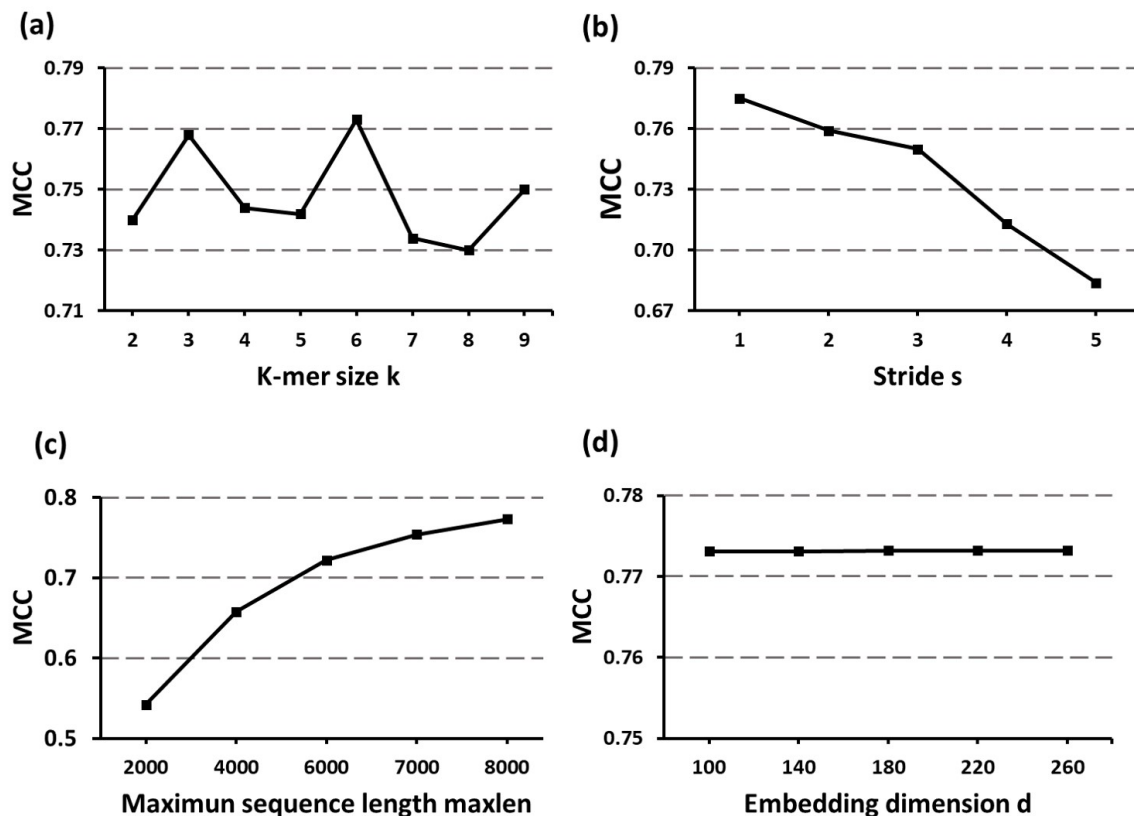 (a)
0.79
0.77
0.75
0.73
0.71
MCC
2 3 4 5 6 7 8 9
K-mer size k
(b)
0.79
0.76
0.73
0.70
0.67
MCC
1 2 3 4 5
Stride s
(c)
0.8
0.7
0.6
0.5
MCC
2000 4000 6000 7000 8000
Maximun sequence length maxlen
(d)
0.78
0.77
0.76
0.75
MCC
100 140 180 220 260
Embedding dimension d